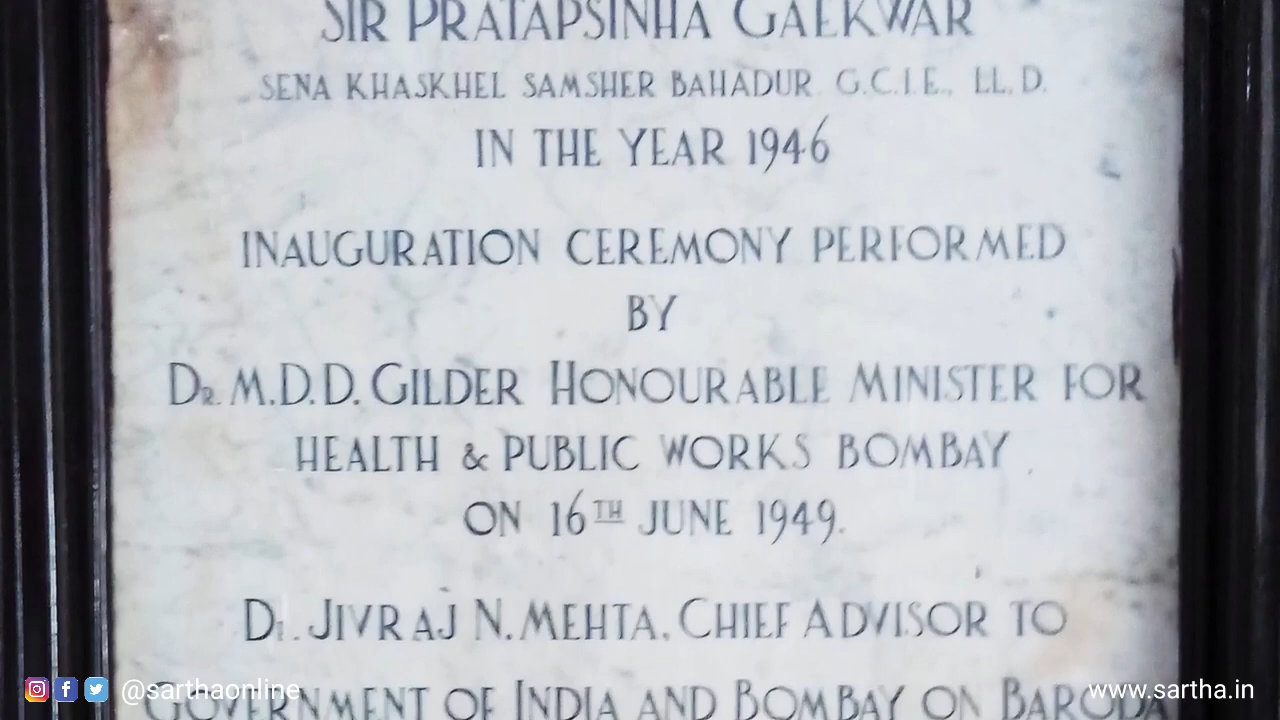 SIR PRATAPSINHA GAEKWAR
SENA KHASKHEL SAMSHER BAHADUR G.C.I.E., LL.D.
IN THE YEAR 1946
INAUGURATION CEREMONY PERFORMED
BY
DR. M.D.D. GILDER HONOURABLE MINISTER FOR
HEALTH & PUBLIC WORKS BOMBAY
ON 16TH JUNE 1949.
DR. JIVRAJ N. MEHTA, CHIEF ADVISOR TO
GOVERNMENT OF INDIA AND BOMBAY ON BARODA
@sarthaonline
www.sartha.in